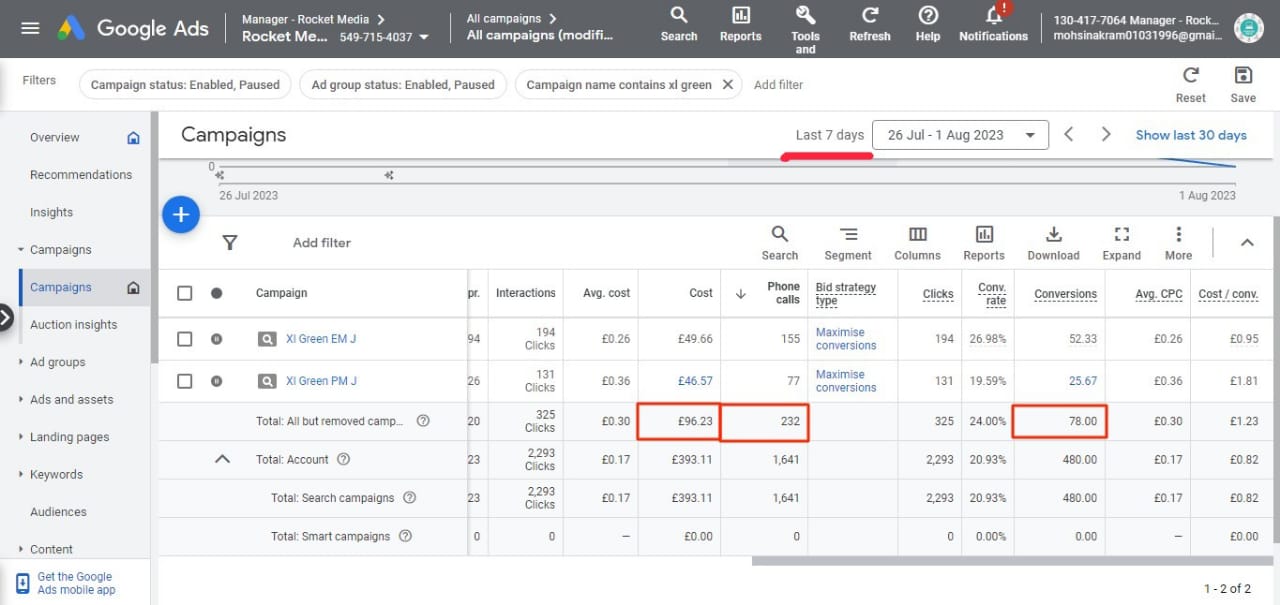 Google Ads
Manager - Rocket Media
Rocket Me... 549-715-4037
All campaigns
All campaigns (modifi...
Search
Reports
Tools
and
Refresh
Help
!
Notifications
130-417-7064 Manager - Rock...
mohsinakram01031996@gmai...
Filters
Campaign status: Enabled, Paused
Ad group status: Enabled, Paused
Campaign name contains xl green
Add filter
Reset
Save
Overview
Recommendations
Insights
Campaigns
Campaigns
Auction insights
Ad groups
Ads and assets
Landing pages
Keywords
Audiences
Content
Get the Google
Ads mobile app
Campaigns
Last 7 days
26 Jul - 1 Aug 2023
Show last 30 days
0
26 Jul 2023
1 Aug 2023
Add filter
Search
Segment
Columns
Reports
Download
Expand
More
Campaign pr. Interactions Avg. cost Cost Phone calls Bid strategy type Clicks Conv. rate Conversions Avg. CPC Cost / conv.
Xl Green EM J 94 194 Clicks £0.26 £49.66 155 Maximise conversions 194 26.98% 52.33 £0.26 £0.95
Xl Green PM J 26 131 Clicks £0.36 £46.57 77 Maximise conversions 131 19.59% 25.67 £0.36 £1.81
Total: All but removed camp... 20 325 Clicks £0.30 £96.23 232 325 24.00% 78.00 £0.30 £1.23
Total: Account 23 2,293 Clicks £0.17 £393.11 1,641 2,293 20.93% 480.00 £0.17 £0.82
Total: Search campaigns 23 2,293 Clicks £0.17 £393.11 1,641 2,293 20.93% 480.00 £0.17 £0.82
Total: Smart campaigns 0 0 – £0.00 0 0 0.00% 0.00 – £0.00
1 - 2 of 2